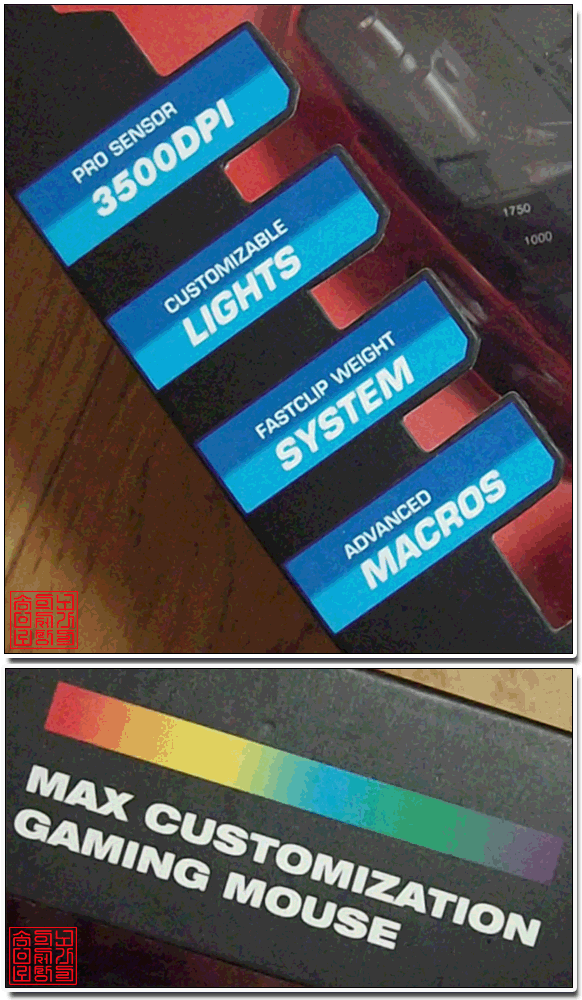 PRO SENSOR
3500DPI
1750
1000
CUSTOMIZABLE
LIGHTS
FASTCLIP WEIGHT
SYSTEM
ADVANCED
MACROS
MAX CUSTOMIZATION
GAMING MOUSE